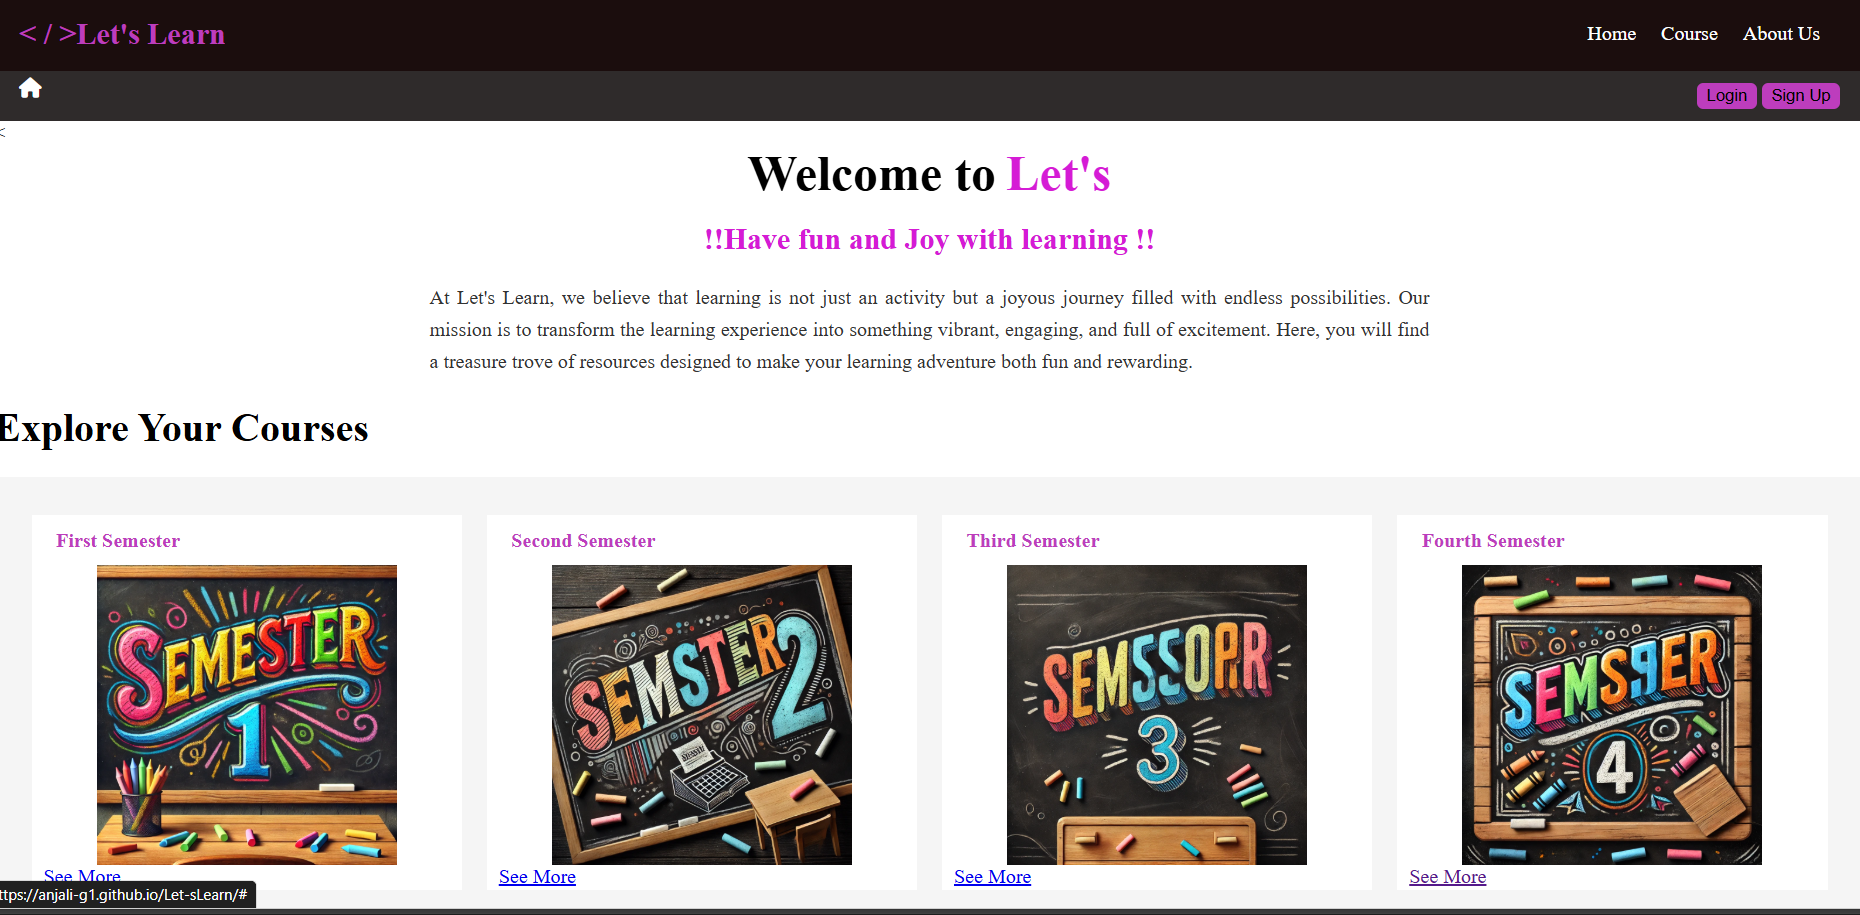 < / >Let's Learn
Home Course About Us
Login Sign Up
<
Welcome to Let's
!!Have fun and Joy with learning !!
At Let's Learn, we believe that learning is not just an activity but a joyous journey filled with endless possibilities. Our
mission is to transform the learning experience into something vibrant, engaging, and full of excitement. Here, you will find
a treasure trove of resources designed to make your learning adventure both fun and rewarding.
Explore Your Courses
First Semester
SEMESTER
1
See More
Second Semester
SEMSTER 2
See More
Third Semester
SEMSSOPR
3
See More
Fourth Semester
SEMSRER
4
See More
ttps://anjali-g1.github.io/Let-sLearn/#